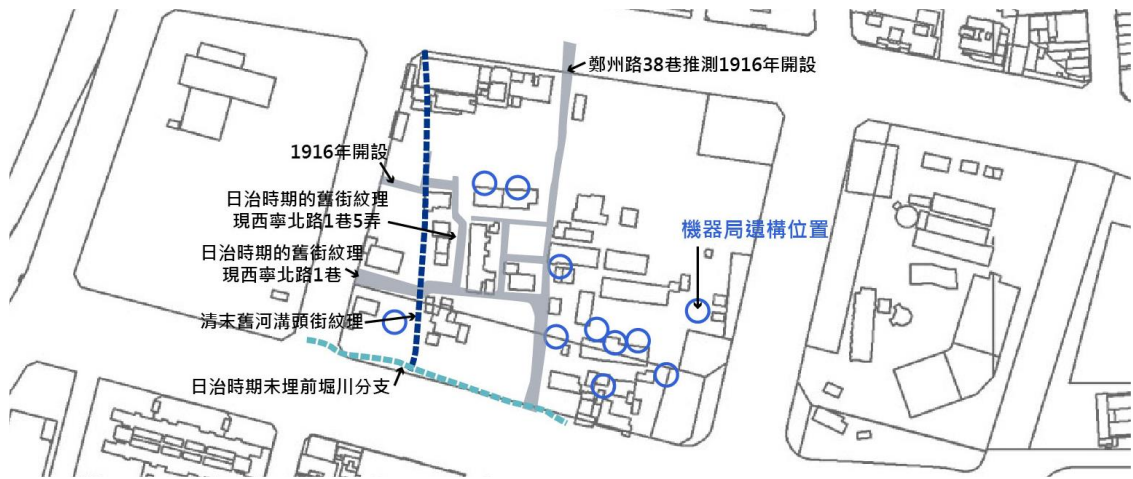 鄭州路38巷推測1916年開設
1916年開設
日治時期的舊街紋理
現西寧北路1巷5弄
日治時期的舊街紋理
現西寧北路1巷
機器局遺構位置
清末舊河溝頭街紋理
日治時期未埋前堀川分支